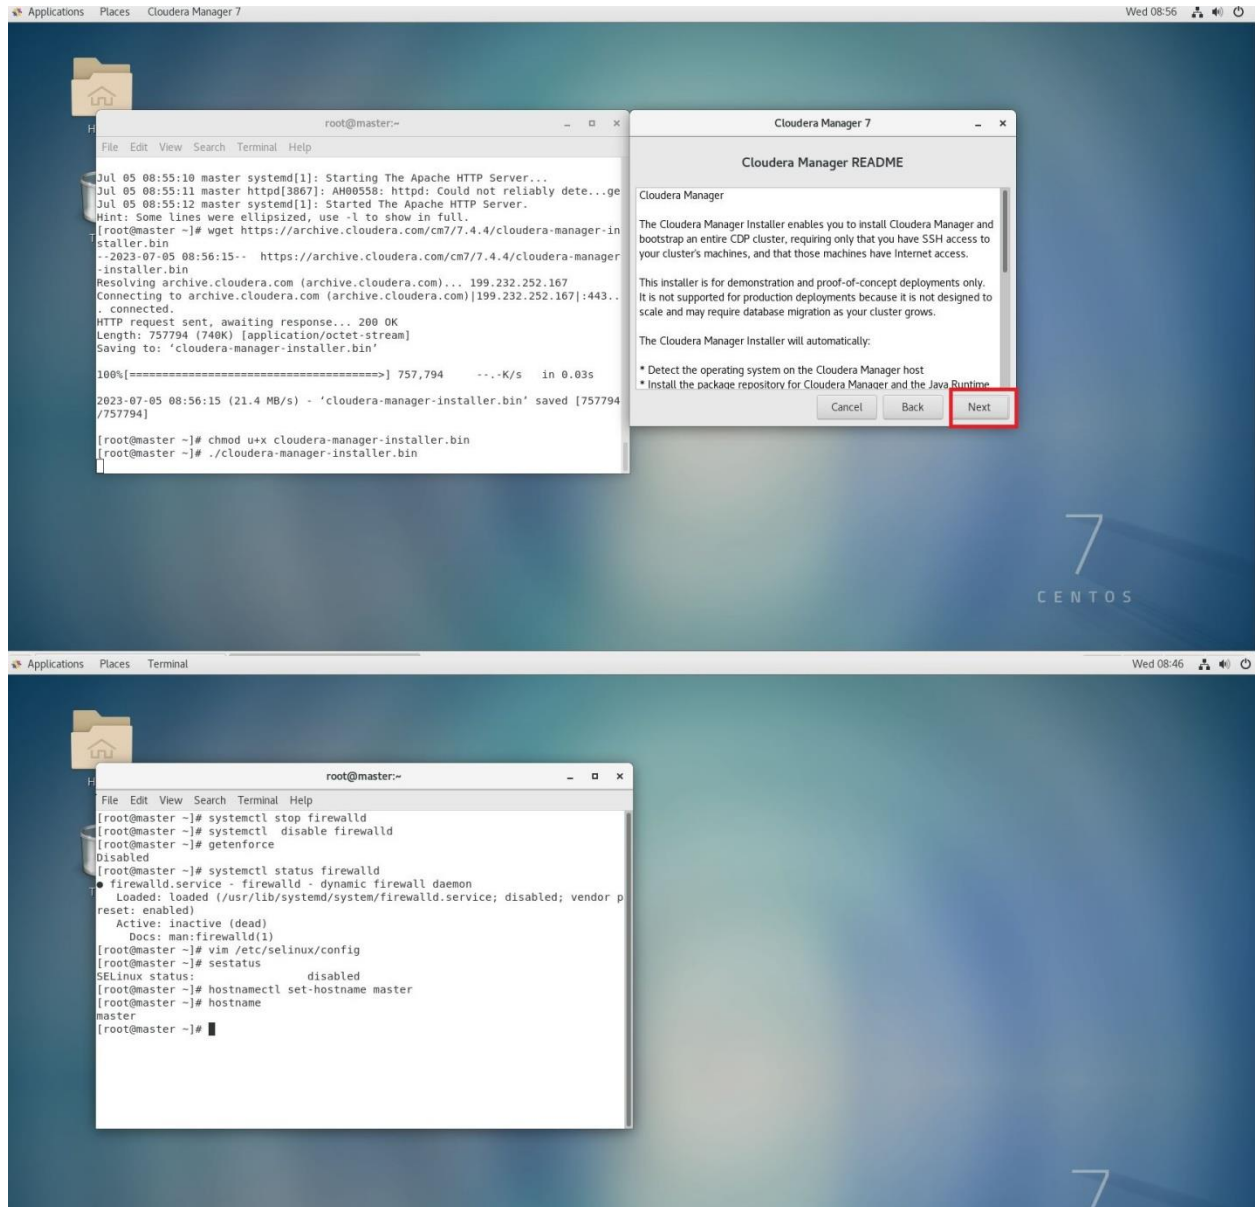 Applications Places Cloudera Manager 7 Wed 08:56
root@master:~
File Edit View Search Terminal Help
Jul 05 08:55:10 master systemd[1]: Starting The Apache HTTP Server...
Jul 05 08:55:11 master httpd[3867]: AH00558: httpd: Could not reliably dete...ge
Jul 05 08:55:12 master systemd[1]: Started The Apache HTTP Server.
Hint: Some lines were ellipsized, use -l to show in full.
[root@master ~]# wget https://archive.cloudera.com/cm7/7.4.4/cloudera-manager-in
staller.bin
--2023-07-05 08:56:15-- https://archive.cloudera.com/cm7/7.4.4/cloudera-manager
-installer.bin
Resolving archive.cloudera.com (archive.cloudera.com)... 199.232.252.167
Connecting to archive.cloudera.com (archive.cloudera.com)|199.232.252.167|:443..
. connected.
HTTP request sent, awaiting response... 200 OK
Length: 757794 (740K) [application/octet-stream]
Saving to: ‘cloudera-manager-installer.bin’
100%[======================================>] 757,794 --.-K/s in 0.03s
2023-07-05 08:56:15 (21.4 MB/s) - ‘cloudera-manager-installer.bin’ saved [757794
/757794]
[root@master ~]# chmod u+x cloudera-manager-installer.bin
[root@master ~]# ./cloudera-manager-installer.bin
Cloudera Manager 7
Cloudera Manager README
Cloudera Manager
The Cloudera Manager Installer enables you to install Cloudera Manager and
bootstrap an entire CDP cluster, requiring only that you have SSH access to
your cluster's machines, and that those machines have Internet access.
This installer is for demonstration and proof-of-concept deployments only.
It is not supported for production deployments because it is not designed to
scale and may require database migration as your cluster grows.
The Cloudera Manager Installer will automatically:
* Detect the operating system on the Cloudera Manager host
* Install the package repository for Cloudera Manager and the Java Runtime
Cancel Back Next
7
CENTOS
Applications Places Terminal Wed 08:46
root@master:~
File Edit View Search Terminal Help
[root@master ~]# systemctl stop firewalld
[root@master ~]# systemctl  disable firewalld
[root@master ~]# getenforce
Disabled
[root@master ~]# systemctl status firewalld
● firewalld.service - firewalld - dynamic firewall daemon
Loaded: loaded (/usr/lib/systemd/system/firewalld.service; disabled; vendor p
reset: enabled)
Active: inactive (dead)
Docs: man:firewalld(1)
[root@master ~]# vim /etc/selinux/config
[root@master ~]# sestatus
SELinux status: disabled
[root@master ~]# hostnamectl set-hostname master
[root@master ~]# hostname
master
[root@master ~]#
7